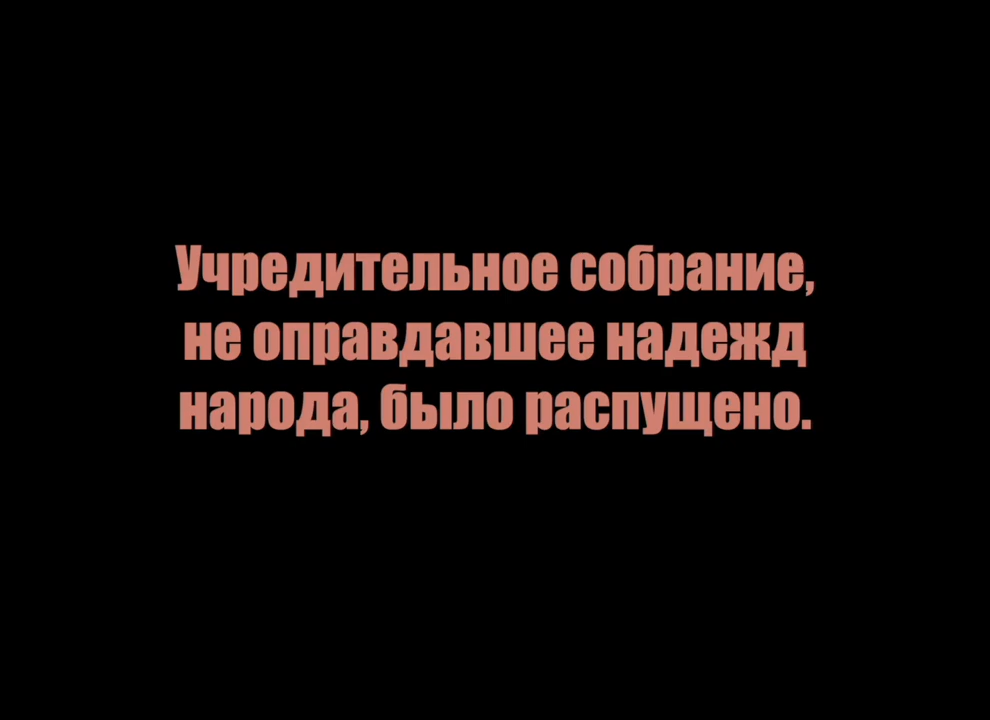 Учредительное собрание,
не оправдавшее надежд
народа, было распущено.